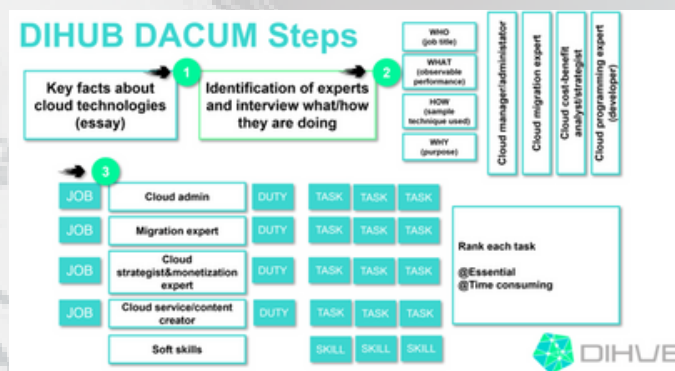 DIHUB DACUM Steps
1
Key facts about
cloud technologies
(essay)
2
Identification of experts
and interview what/how
they are doing
WHO
(job title)
WHAT
(observable
performance)
HOW
(sample
technique used)
WHY
(purpose)
Cloud manager/administator
Cloud migration expert
Cloud cost-benefit
analyst/strategist
Cloud programming expert
(developer)
3
JOB
Cloud admin
DUTY
TASK
TASK
TASK
JOB
Migration expert
DUTY
TASK
TASK
TASK
JOB
Cloud
strategist&monetization
expert
DUTY
TASK
TASK
TASK
JOB
Cloud service/content
creator
DUTY
TASK
TASK
TASK
Soft skills
SKILL
SKILL
SKILL
Rank each task
@Essential
@Time consuming
DIHUB